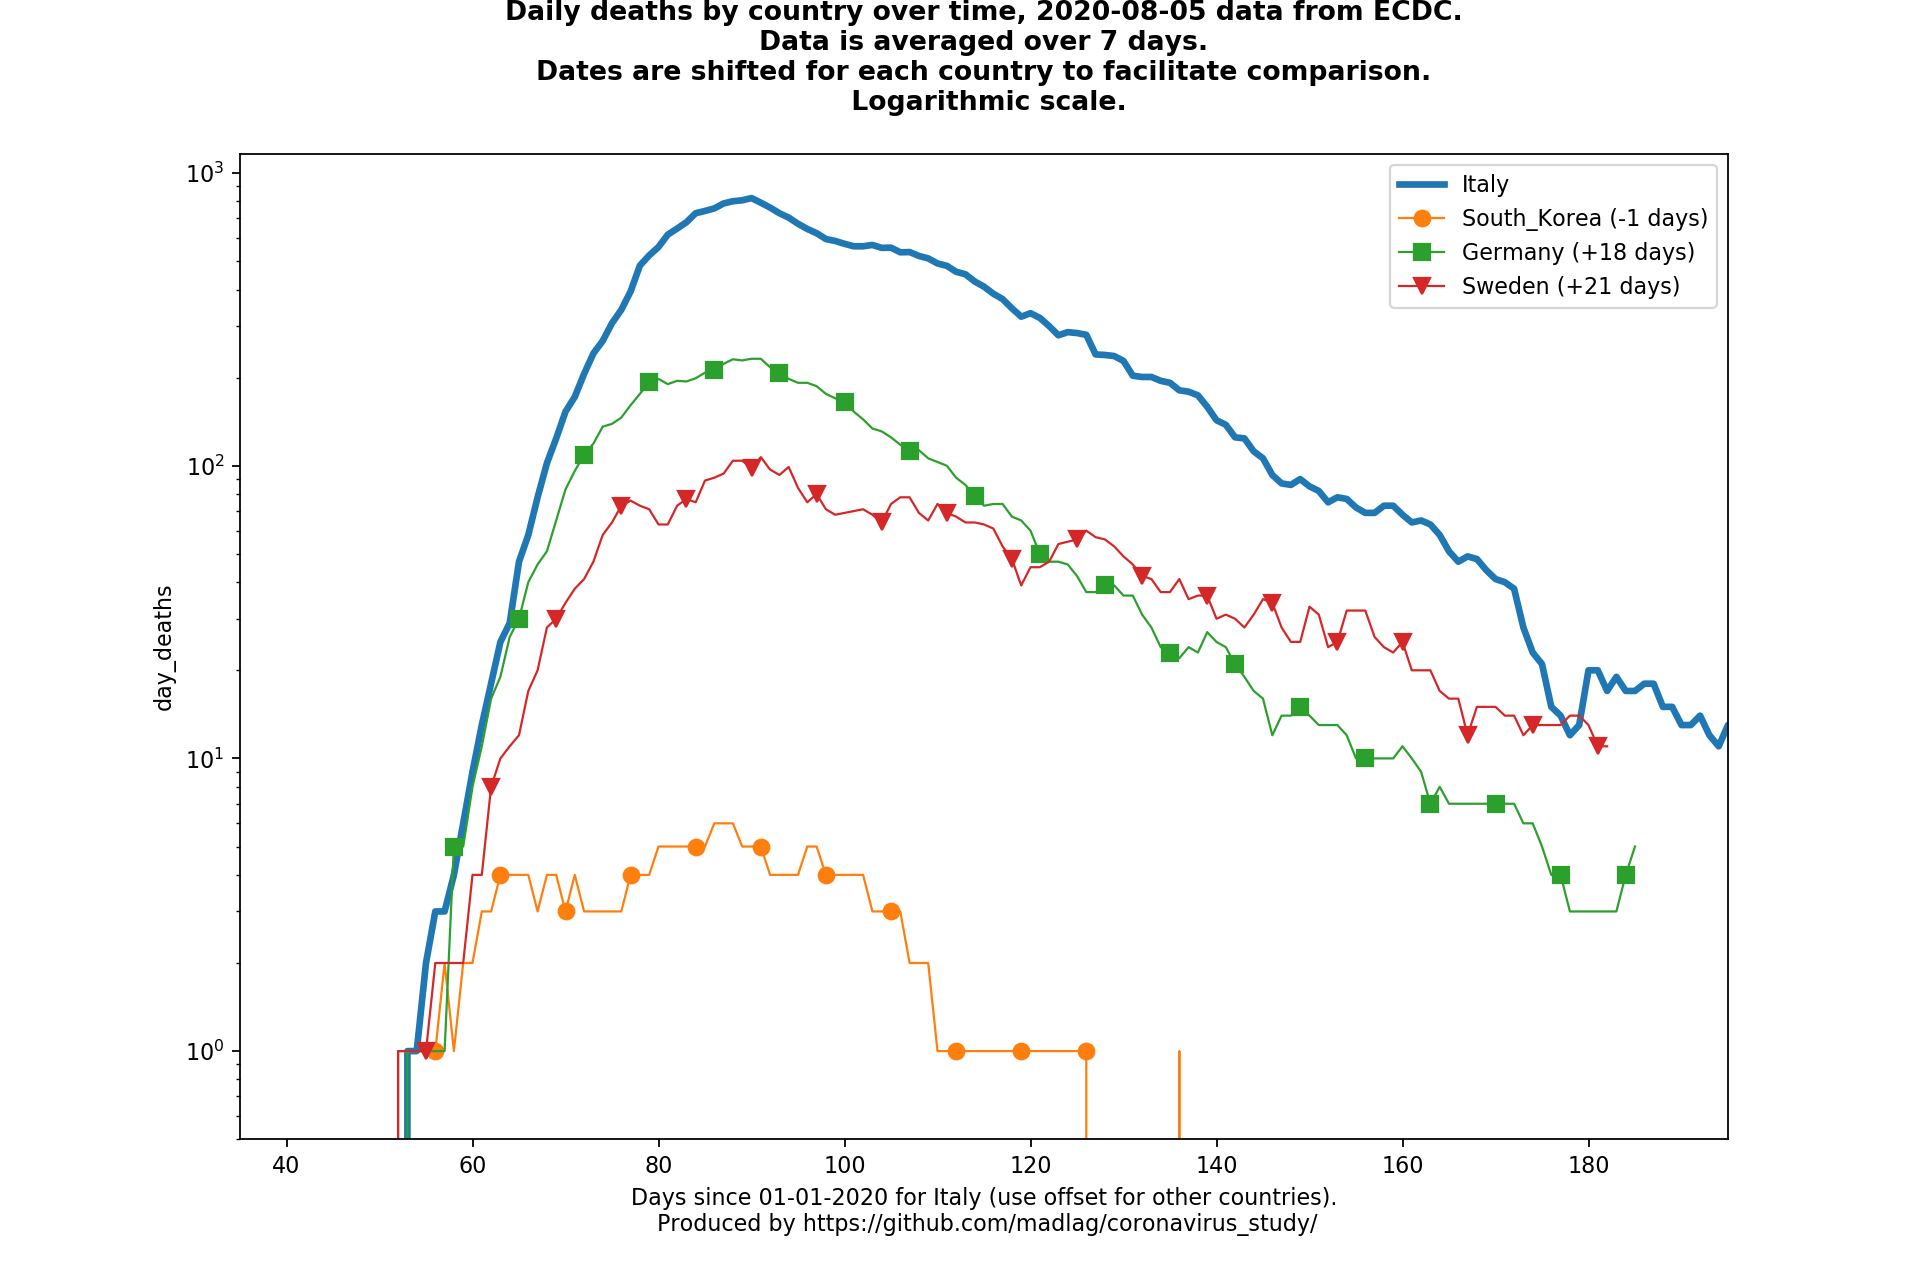 Daily deaths by country over time, 2020-08-05 data from ECDC.
Data is averaged over 7 days.
Dates are shifted for each country to facilitate comparison.
Logarithmic scale.
10³
10²
10¹
10⁰
day_deaths
Italy
South_Korea (-1 days)
Germany (+18 days)
Sweden (+21 days)
40 60 80 100 120 140 160 180
Days since 01-01-2020 for Italy (use offset for other countries).
Produced by https://github.com/madlag/coronavirus_study/